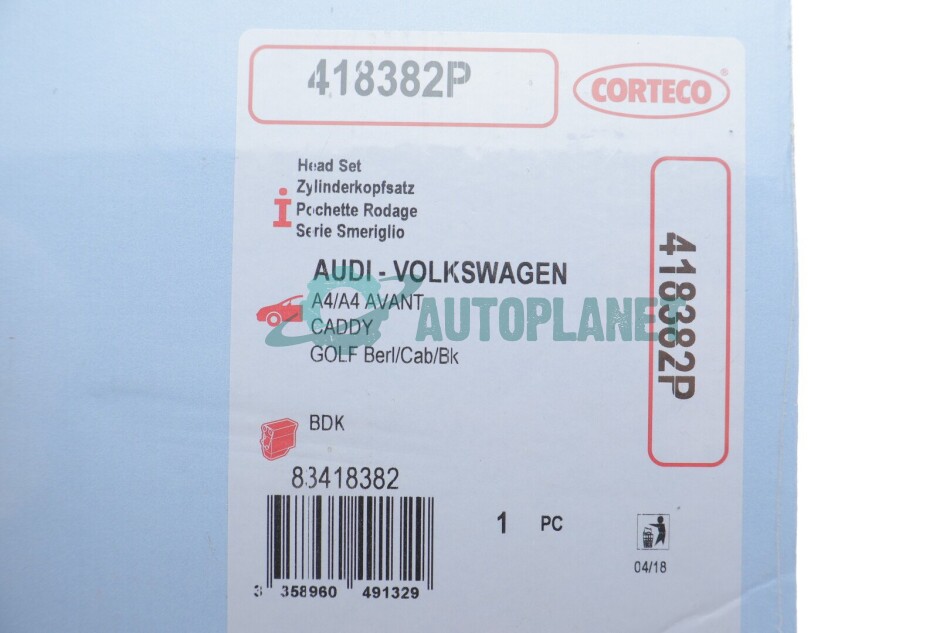 418382P
CORTECO®
Head Set
Zylinderkopfsatz
Pochette Rodage
Serie Smeriglio
AUDI - VOLKSWAGEN
A4/A4 AVANT
CADDY
GOLF Berl/Cab/Bk
AUTOPLANET
418382P
BDK
83418382
1 PC
3 358960 491329
04/18